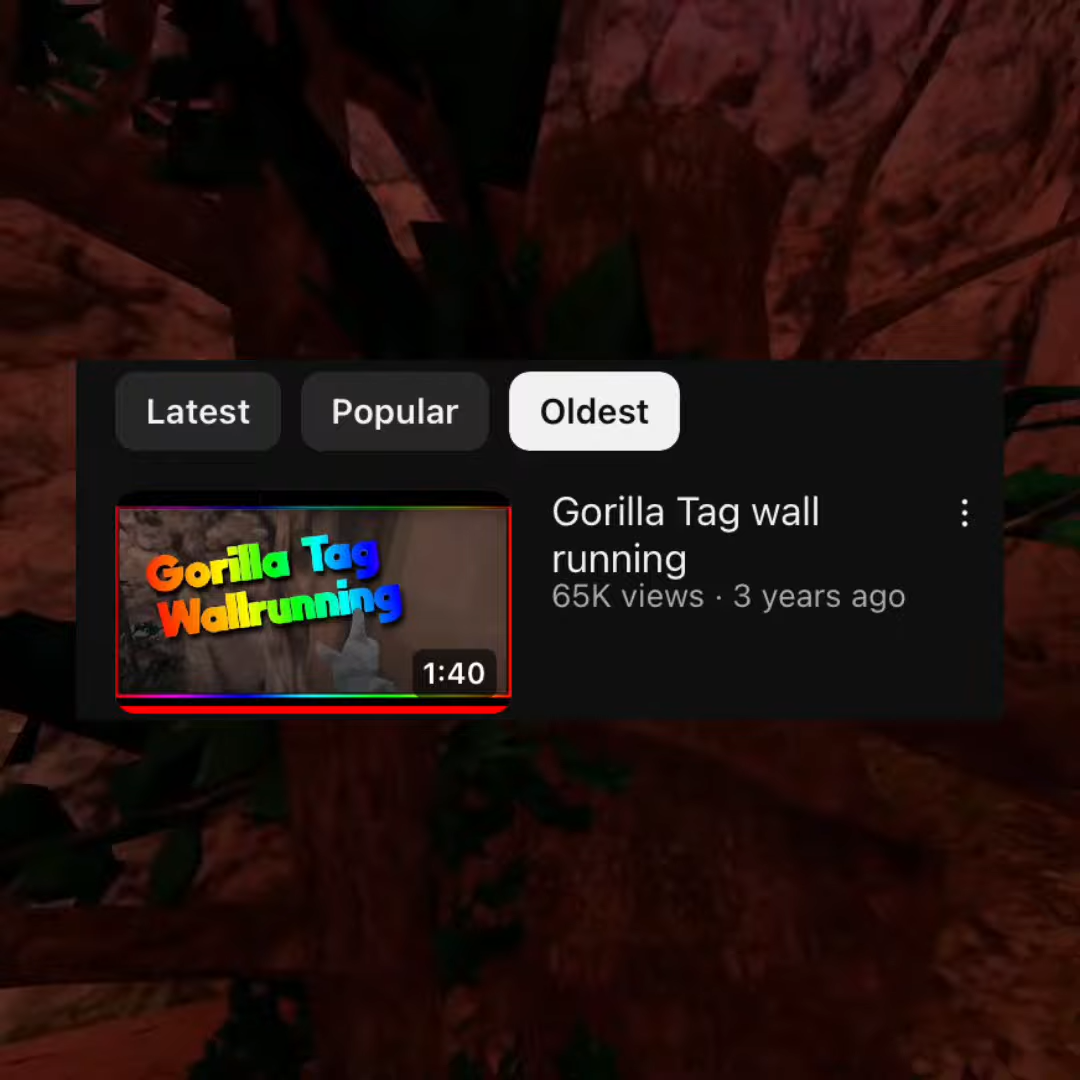 Latest Popular Oldest
Gorilla Tag
Wallrunning
1:40
Gorilla Tag wall
running
65K views · 3 years ago